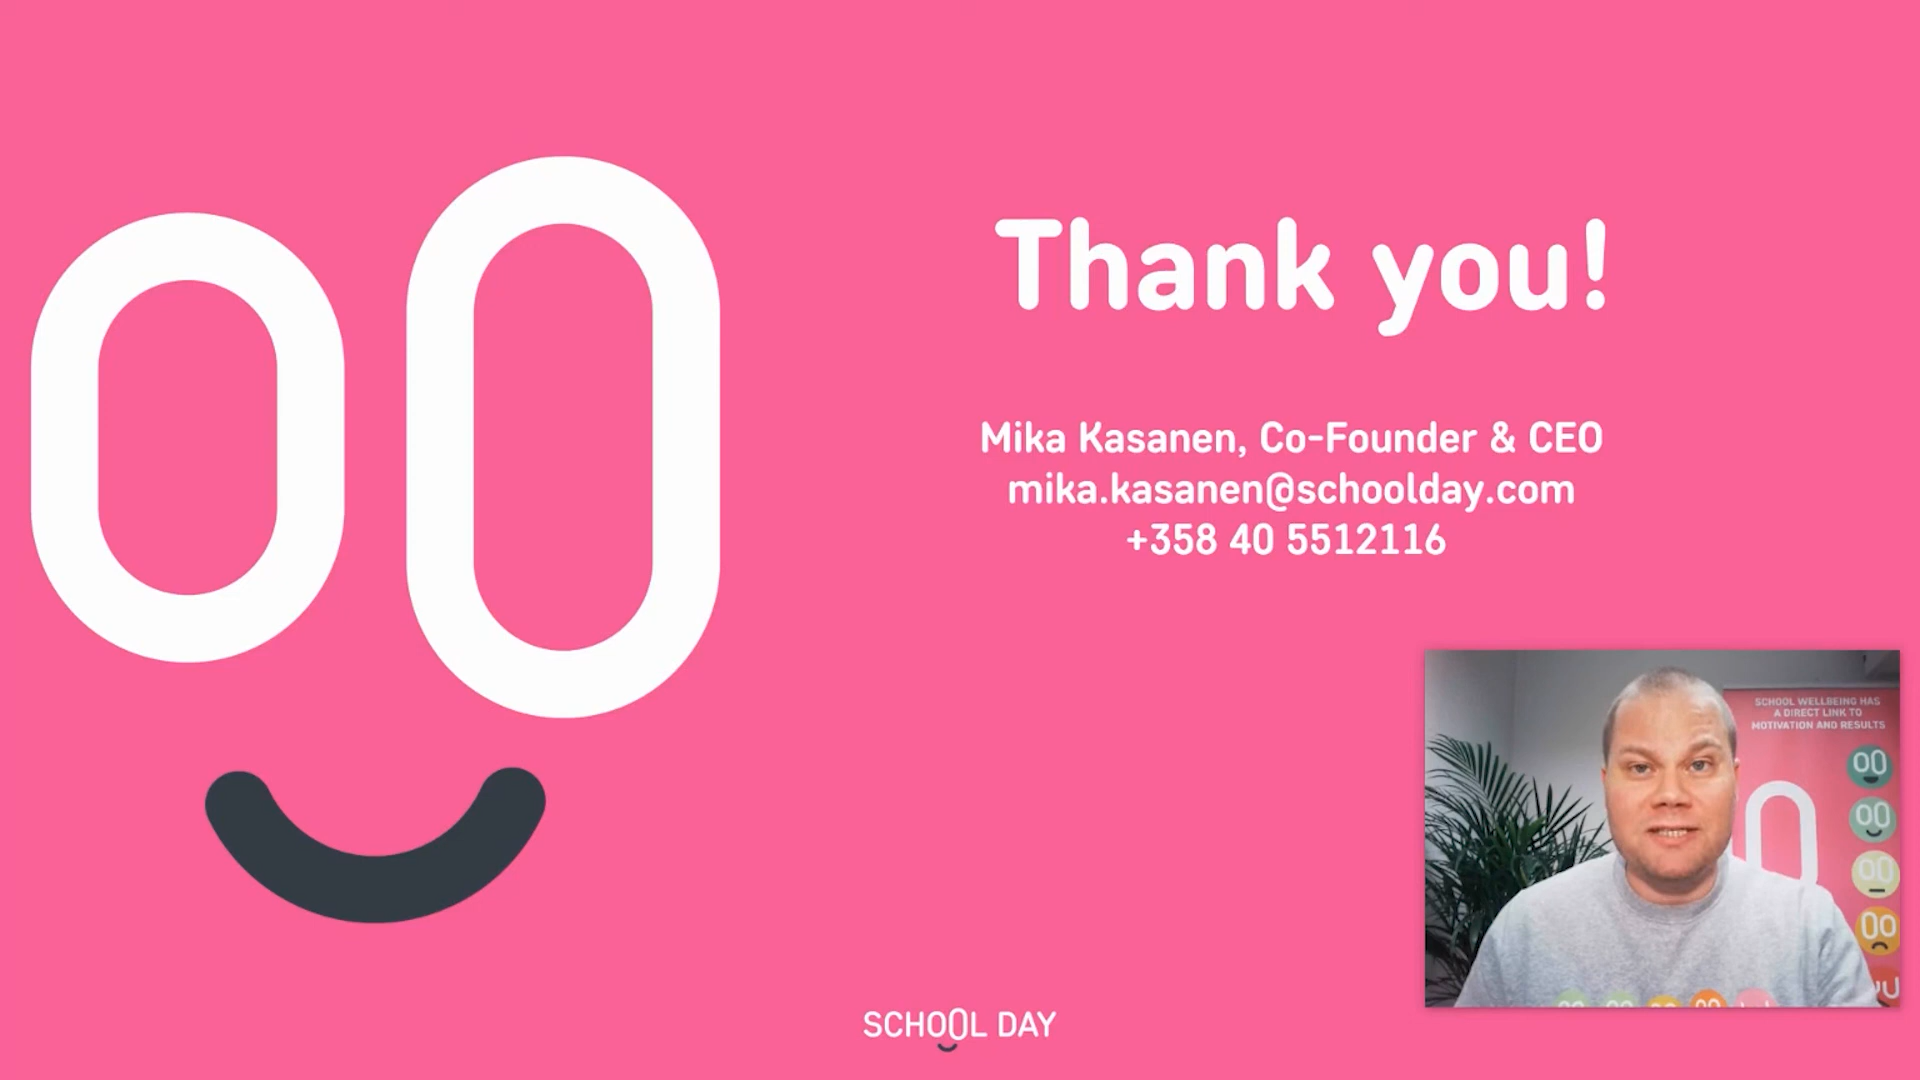 Thank you!
Mika Kasanen, Co-Founder & CEO
mika.kasanen@schoolday.com
+358 40 5512116
SCHOOL WELLBEING HAS
A DIRECT LINK TO
MOTIVATION AND RESULTS
SCHOOL DAY